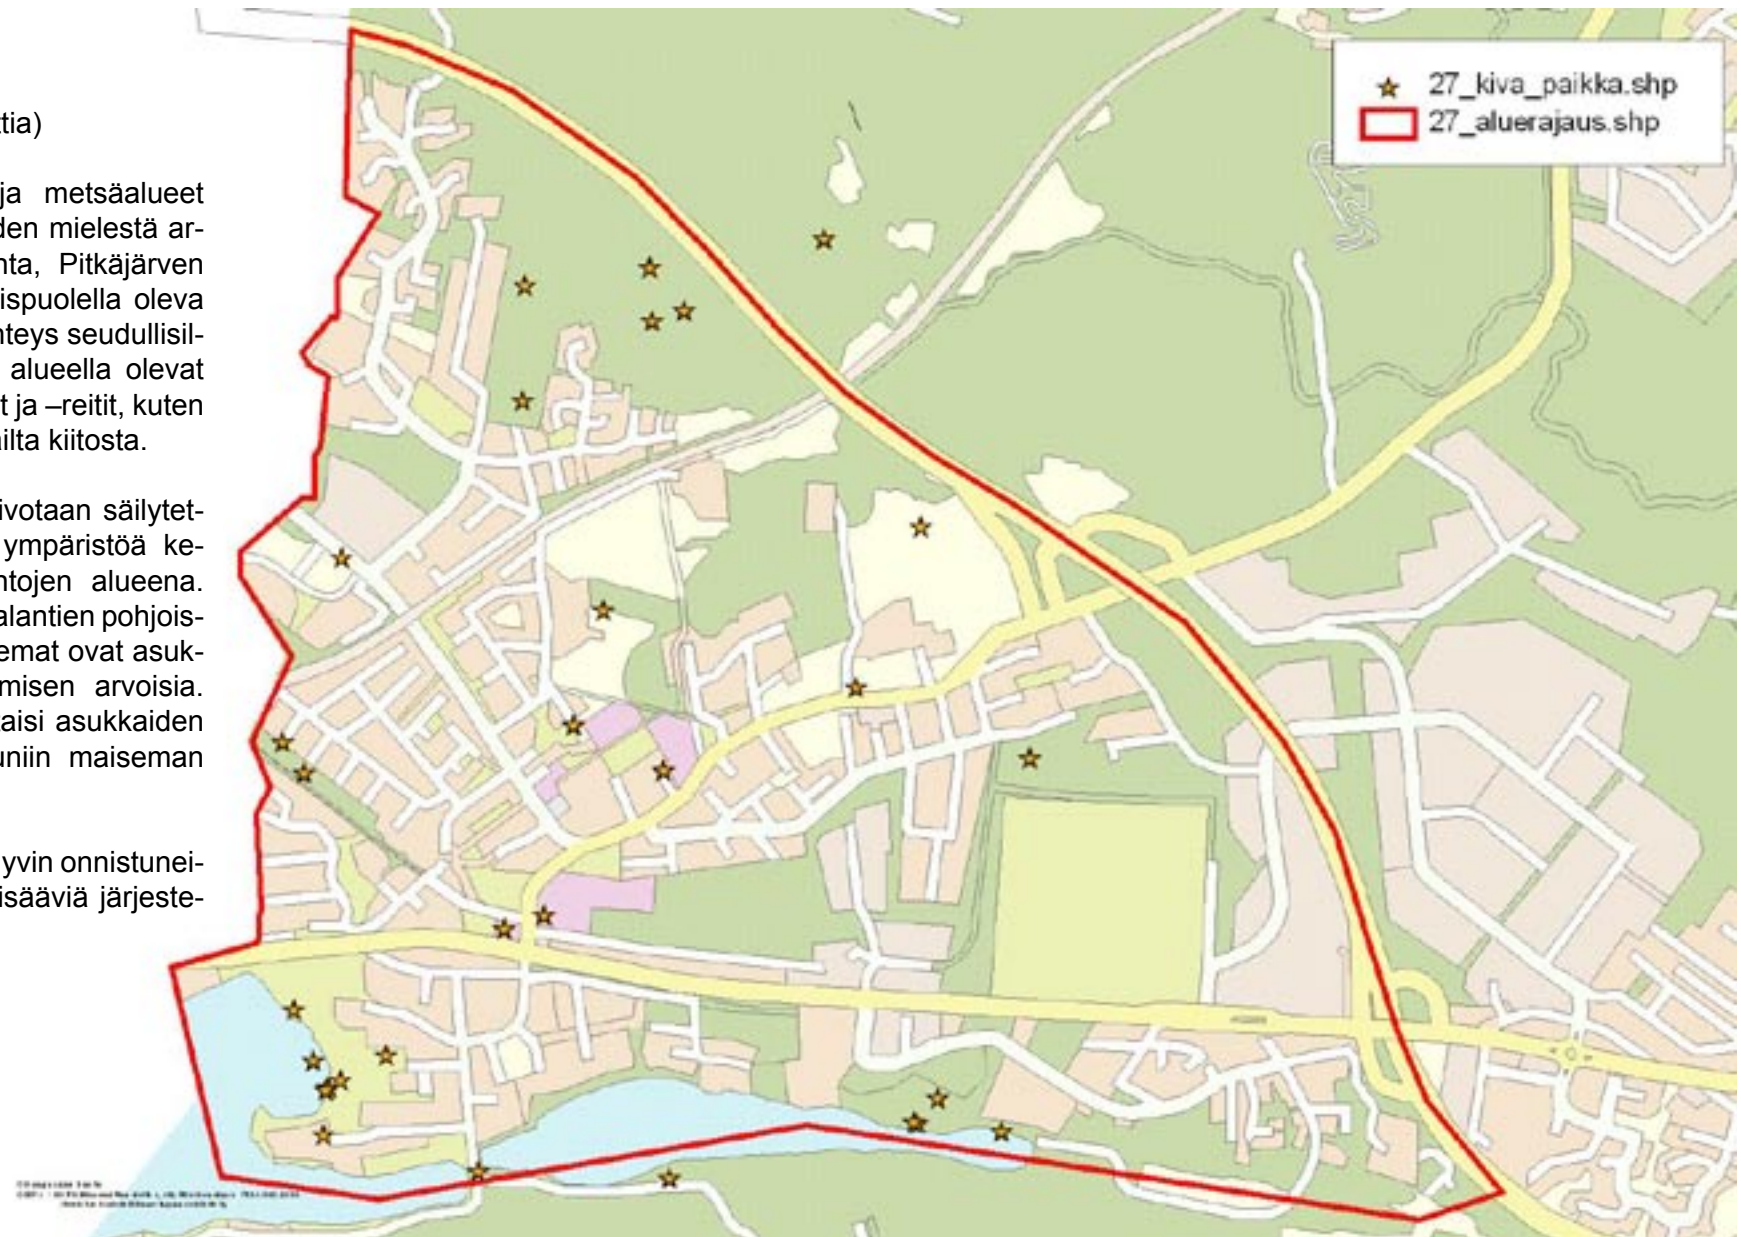 tia)
ja metsäalueet
den mielestä ar-
nta, Pitkäjärven
ispuolella oleva
nteys seudullisil-
alueella olevat
t ja –reitit, kuten
ilta kiitosta.
ivotaan säilytet-
ympäristöä ke-
ntojen alueena.
alantien pohjois-
emat ovat asuk-
misen arvoisia.
taisi asukkaiden
uniin maiseman
yvin onnistunei-
isääviä järjeste-
27_kiva_paikka.shp
27_aluerajaus.shp